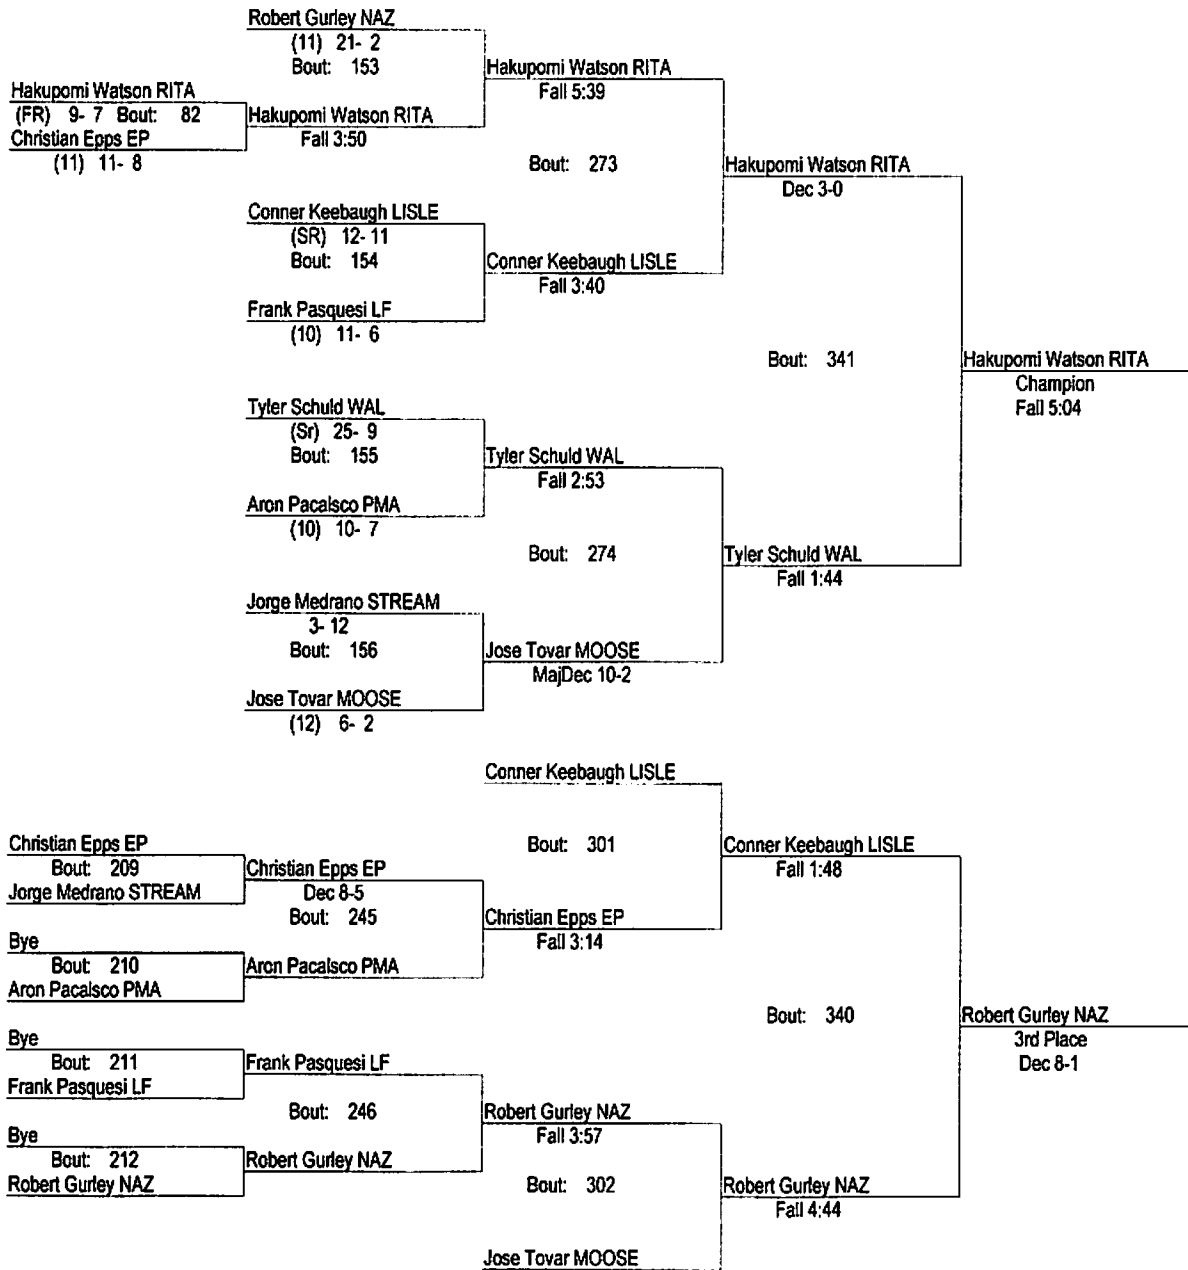 Robert Gurley NAZ
(11) 21- 2
Bout: 153
Hakupomi Watson RITA
Fall 5:39
Hakupomi Watson RITA
(FR) 9- 7 Bout: 82
Christian Epps EP
(11) 11- 8
Hakupomi Watson RITA
Fall 3:50
Bout: 273
Hakupomi Watson RITA
Dec 3-0
Conner Keebaugh LISLE
(SR) 12- 11
Bout: 154
Conner Keebaugh LISLE
Fall 3:40
Frank Pasquesi LF
(10) 11- 6
Bout: 341
Hakupomi Watson RITA
Champion
Fall 5:04
Tyler Schuld WAL
(Sr) 25- 9
Bout: 155
Tyler Schuld WAL
Fall 2:53
Aron Pacalsco PMA
(10) 10- 7
Bout: 274
Tyler Schuld WAL
Fall 1:44
Jorge Medrano STREAM
3- 12
Bout: 156
Jose Tovar MOOSE
MajDec 10-2
Jose Tovar MOOSE
(12) 6- 2
Conner Keebaugh LISLE
Bout: 301
Conner Keebaugh LISLE
Fall 1:48
Christian Epps EP
Bout: 209
Jorge Medrano STREAM
Christian Epps EP
Dec 8-5
Bout: 245
Christian Epps EP
Fall 3:14
Bye
Bout: 210
Aron Pacalsco PMA
Aron Pacalsco PMA
Bout: 340
Robert Gurley NAZ
3rd Place
Dec 8-1
Bye
Bout: 211
Frank Pasquesi LF
Frank Pasquesi LF
Bout: 246
Robert Gurley NAZ
Fall 3:57
Bye
Bout: 212
Robert Gurley NAZ
Robert Gurley NAZ
Bout: 302
Robert Gurley NAZ
Fall 4:44
Jose Tovar MOOSE